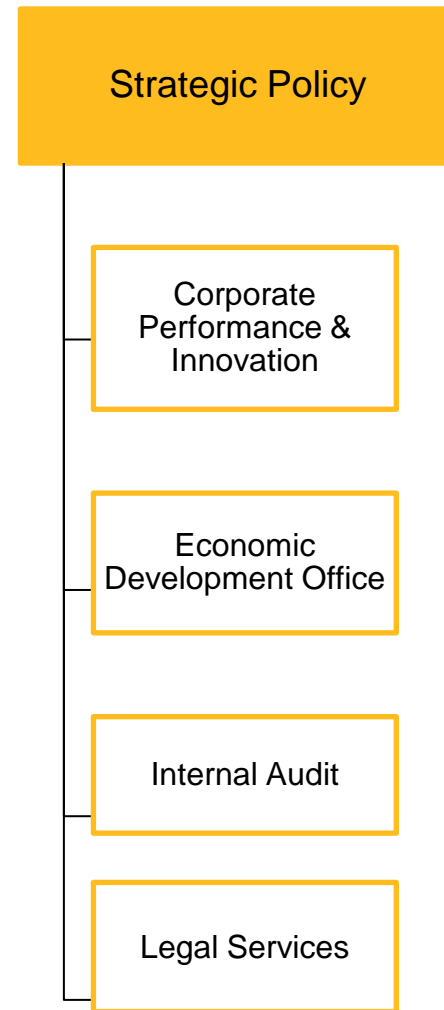 Strategic Policy
Corporate
Performance &
Innovation
Economic
Development Office
Internal Audit
Legal Services